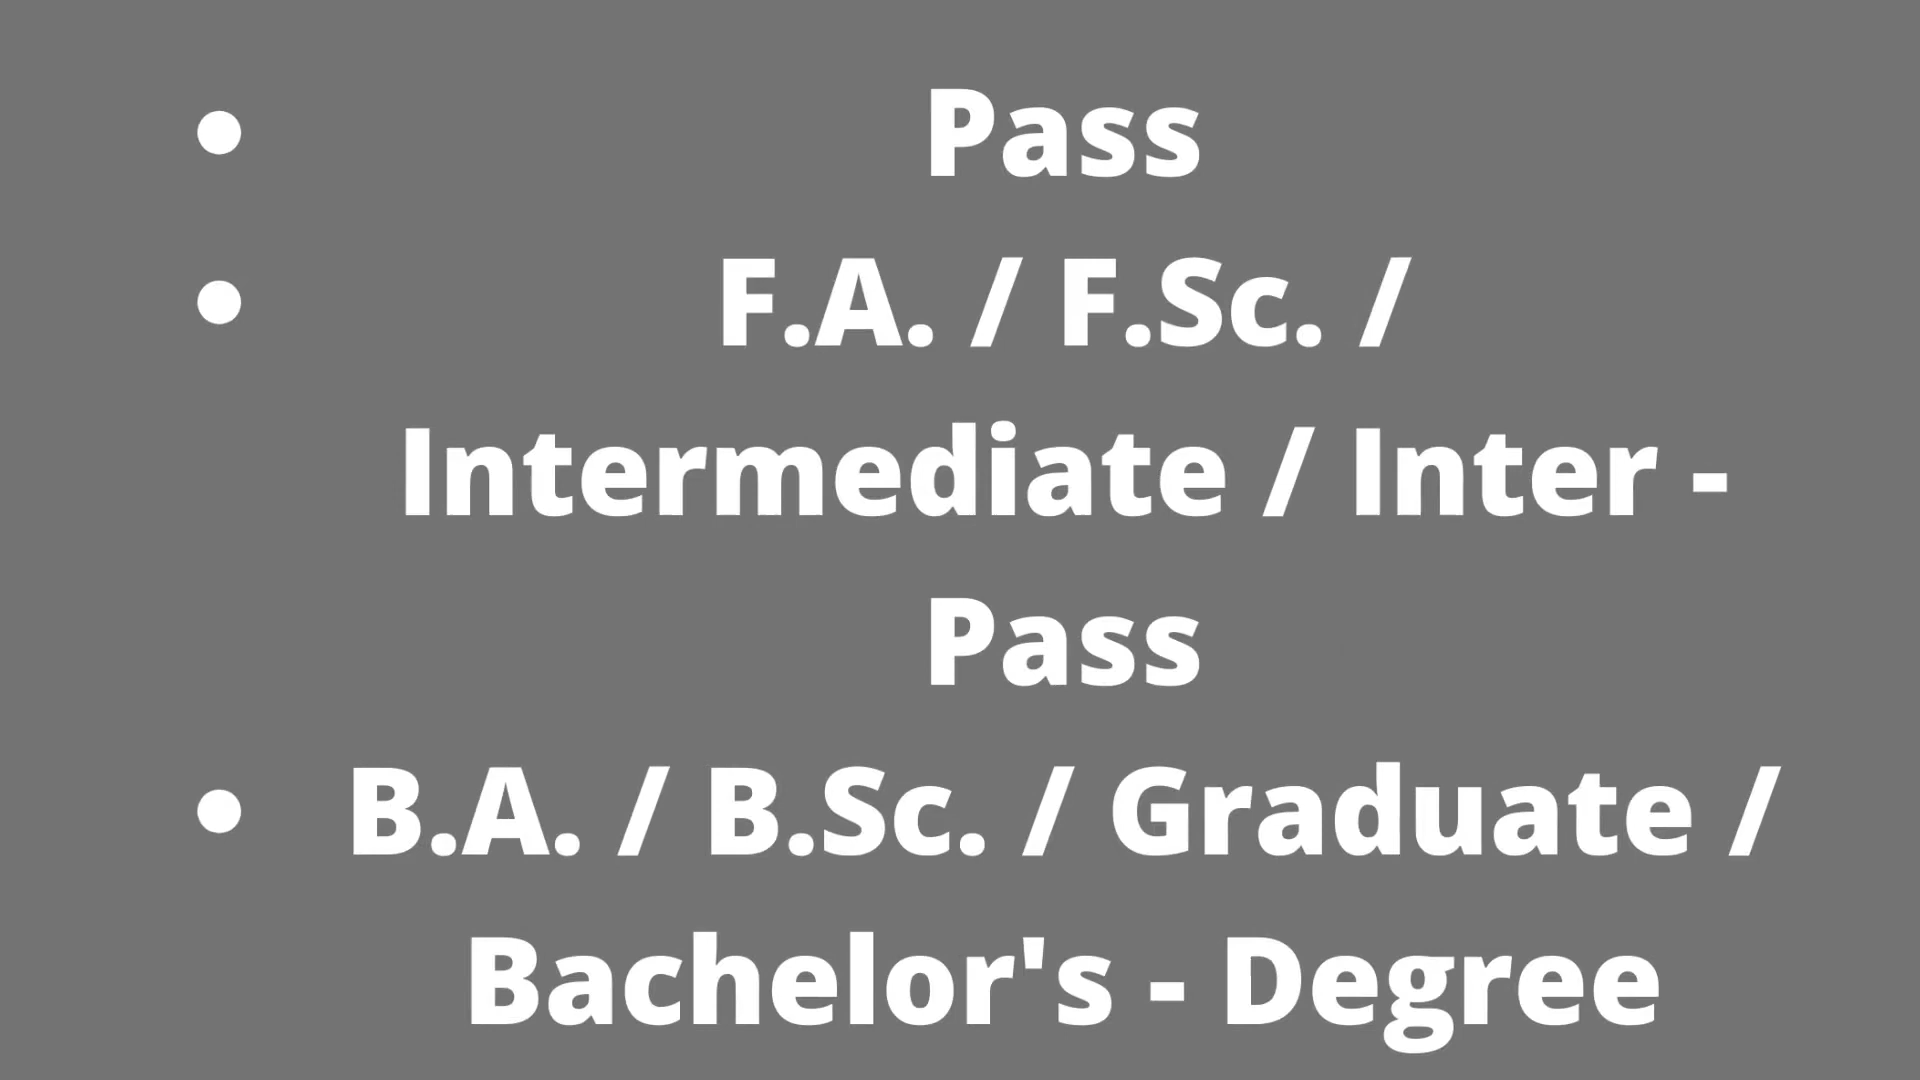 • Pass
• F.A. / F.Sc. /
Intermediate / Inter -
Pass
• B.A. / B.Sc. / Graduate /
Bachelor's - Degree